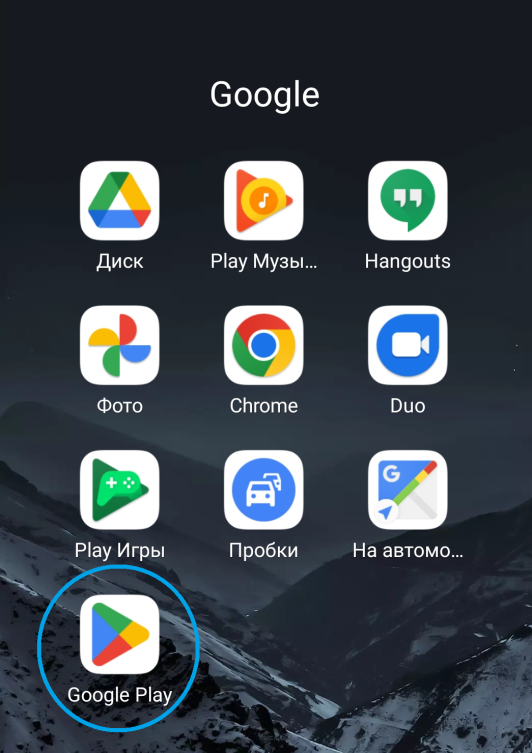 Google
Диск
Play Музы...
Hangouts
Фото
Chrome
Duo
Play Игры
Пробки
G
На автомо...
Google Play